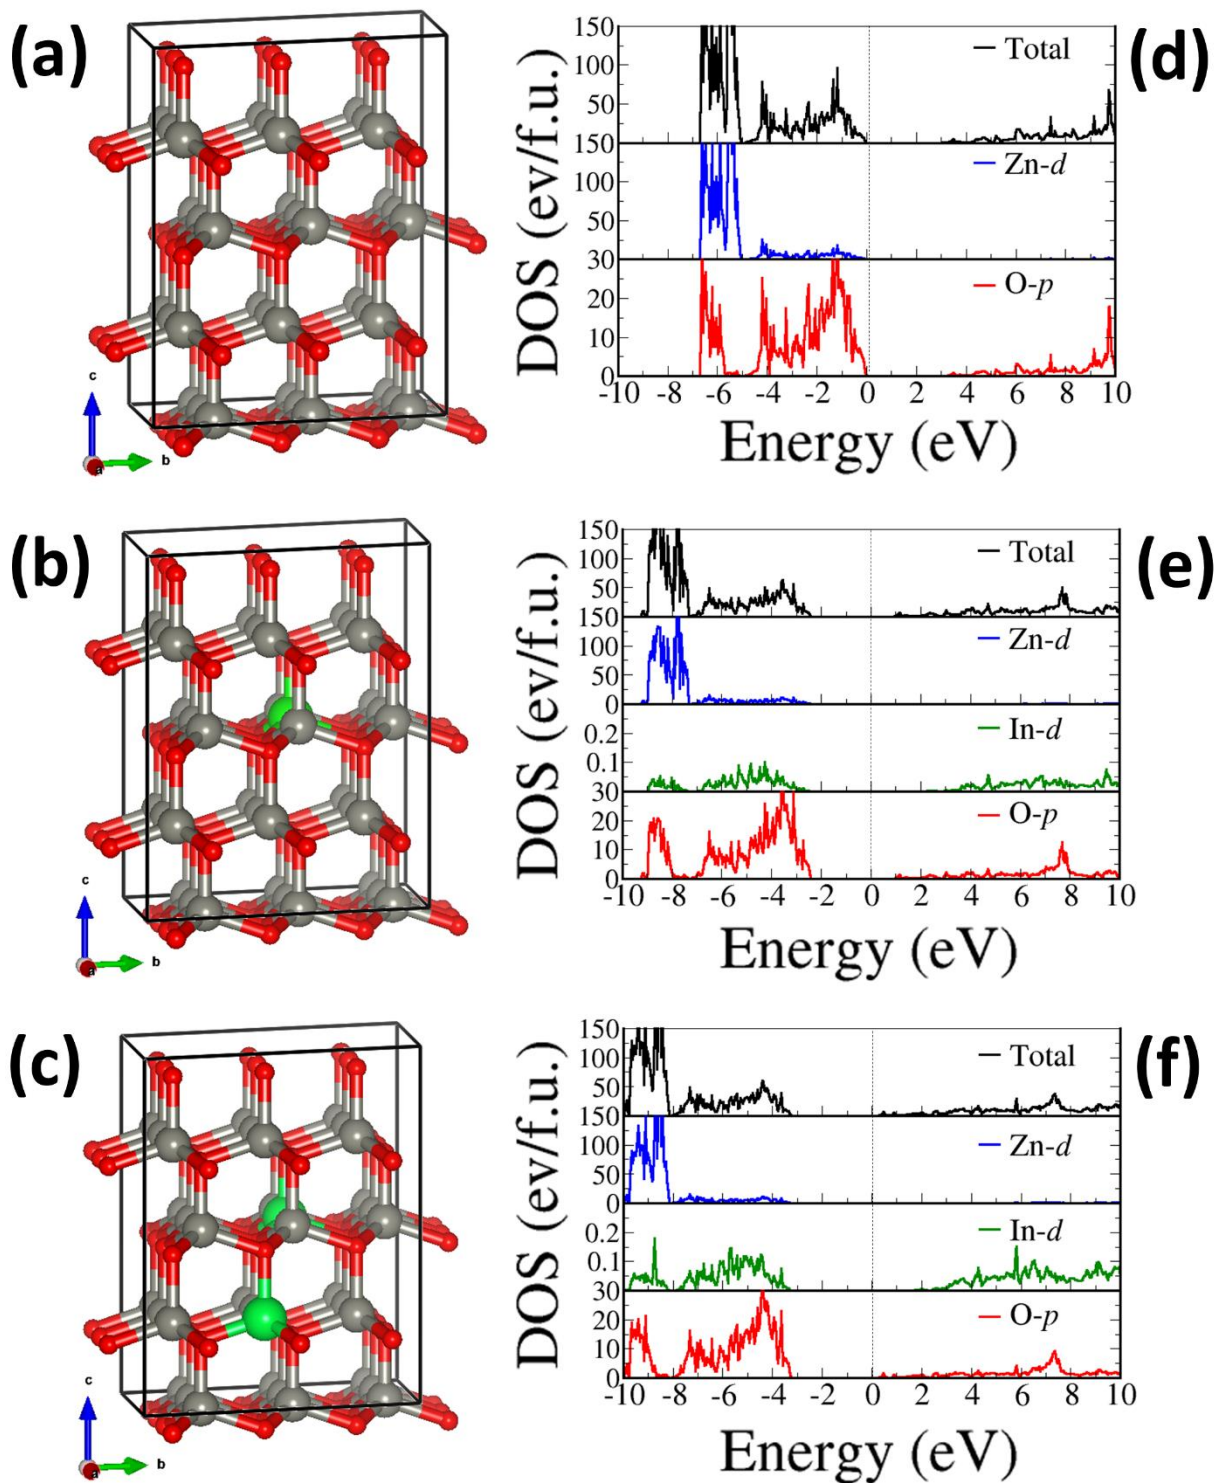 (a)
c
a
b
(d)
DOS (ev/f.u.)
150
100
50
150
100
50
30
20
10
0
Total
Zn-d
O-p
-10 -8 -6 -4 -2 0 2 4 6 8 10
Energy (eV)
(b)
c
a
b
(e)
DOS (ev/f.u.)
150
100
50
150
100
50
0
0.2
0.1
30
20
10
0
Total
Zn-d
In-d
O-p
-10 -8 -6 -4 -2 0 2 4 6 8 10
Energy (eV)
(c)
c
a
b
(f)
DOS (ev/f.u.)
150
100
50
150
100
50
0
0.2
0.1
30
20
10
0
Total
Zn-d
In-d
O-p
-10 -8 -6 -4 -2 0 2 4 6 8 10
Energy (eV)